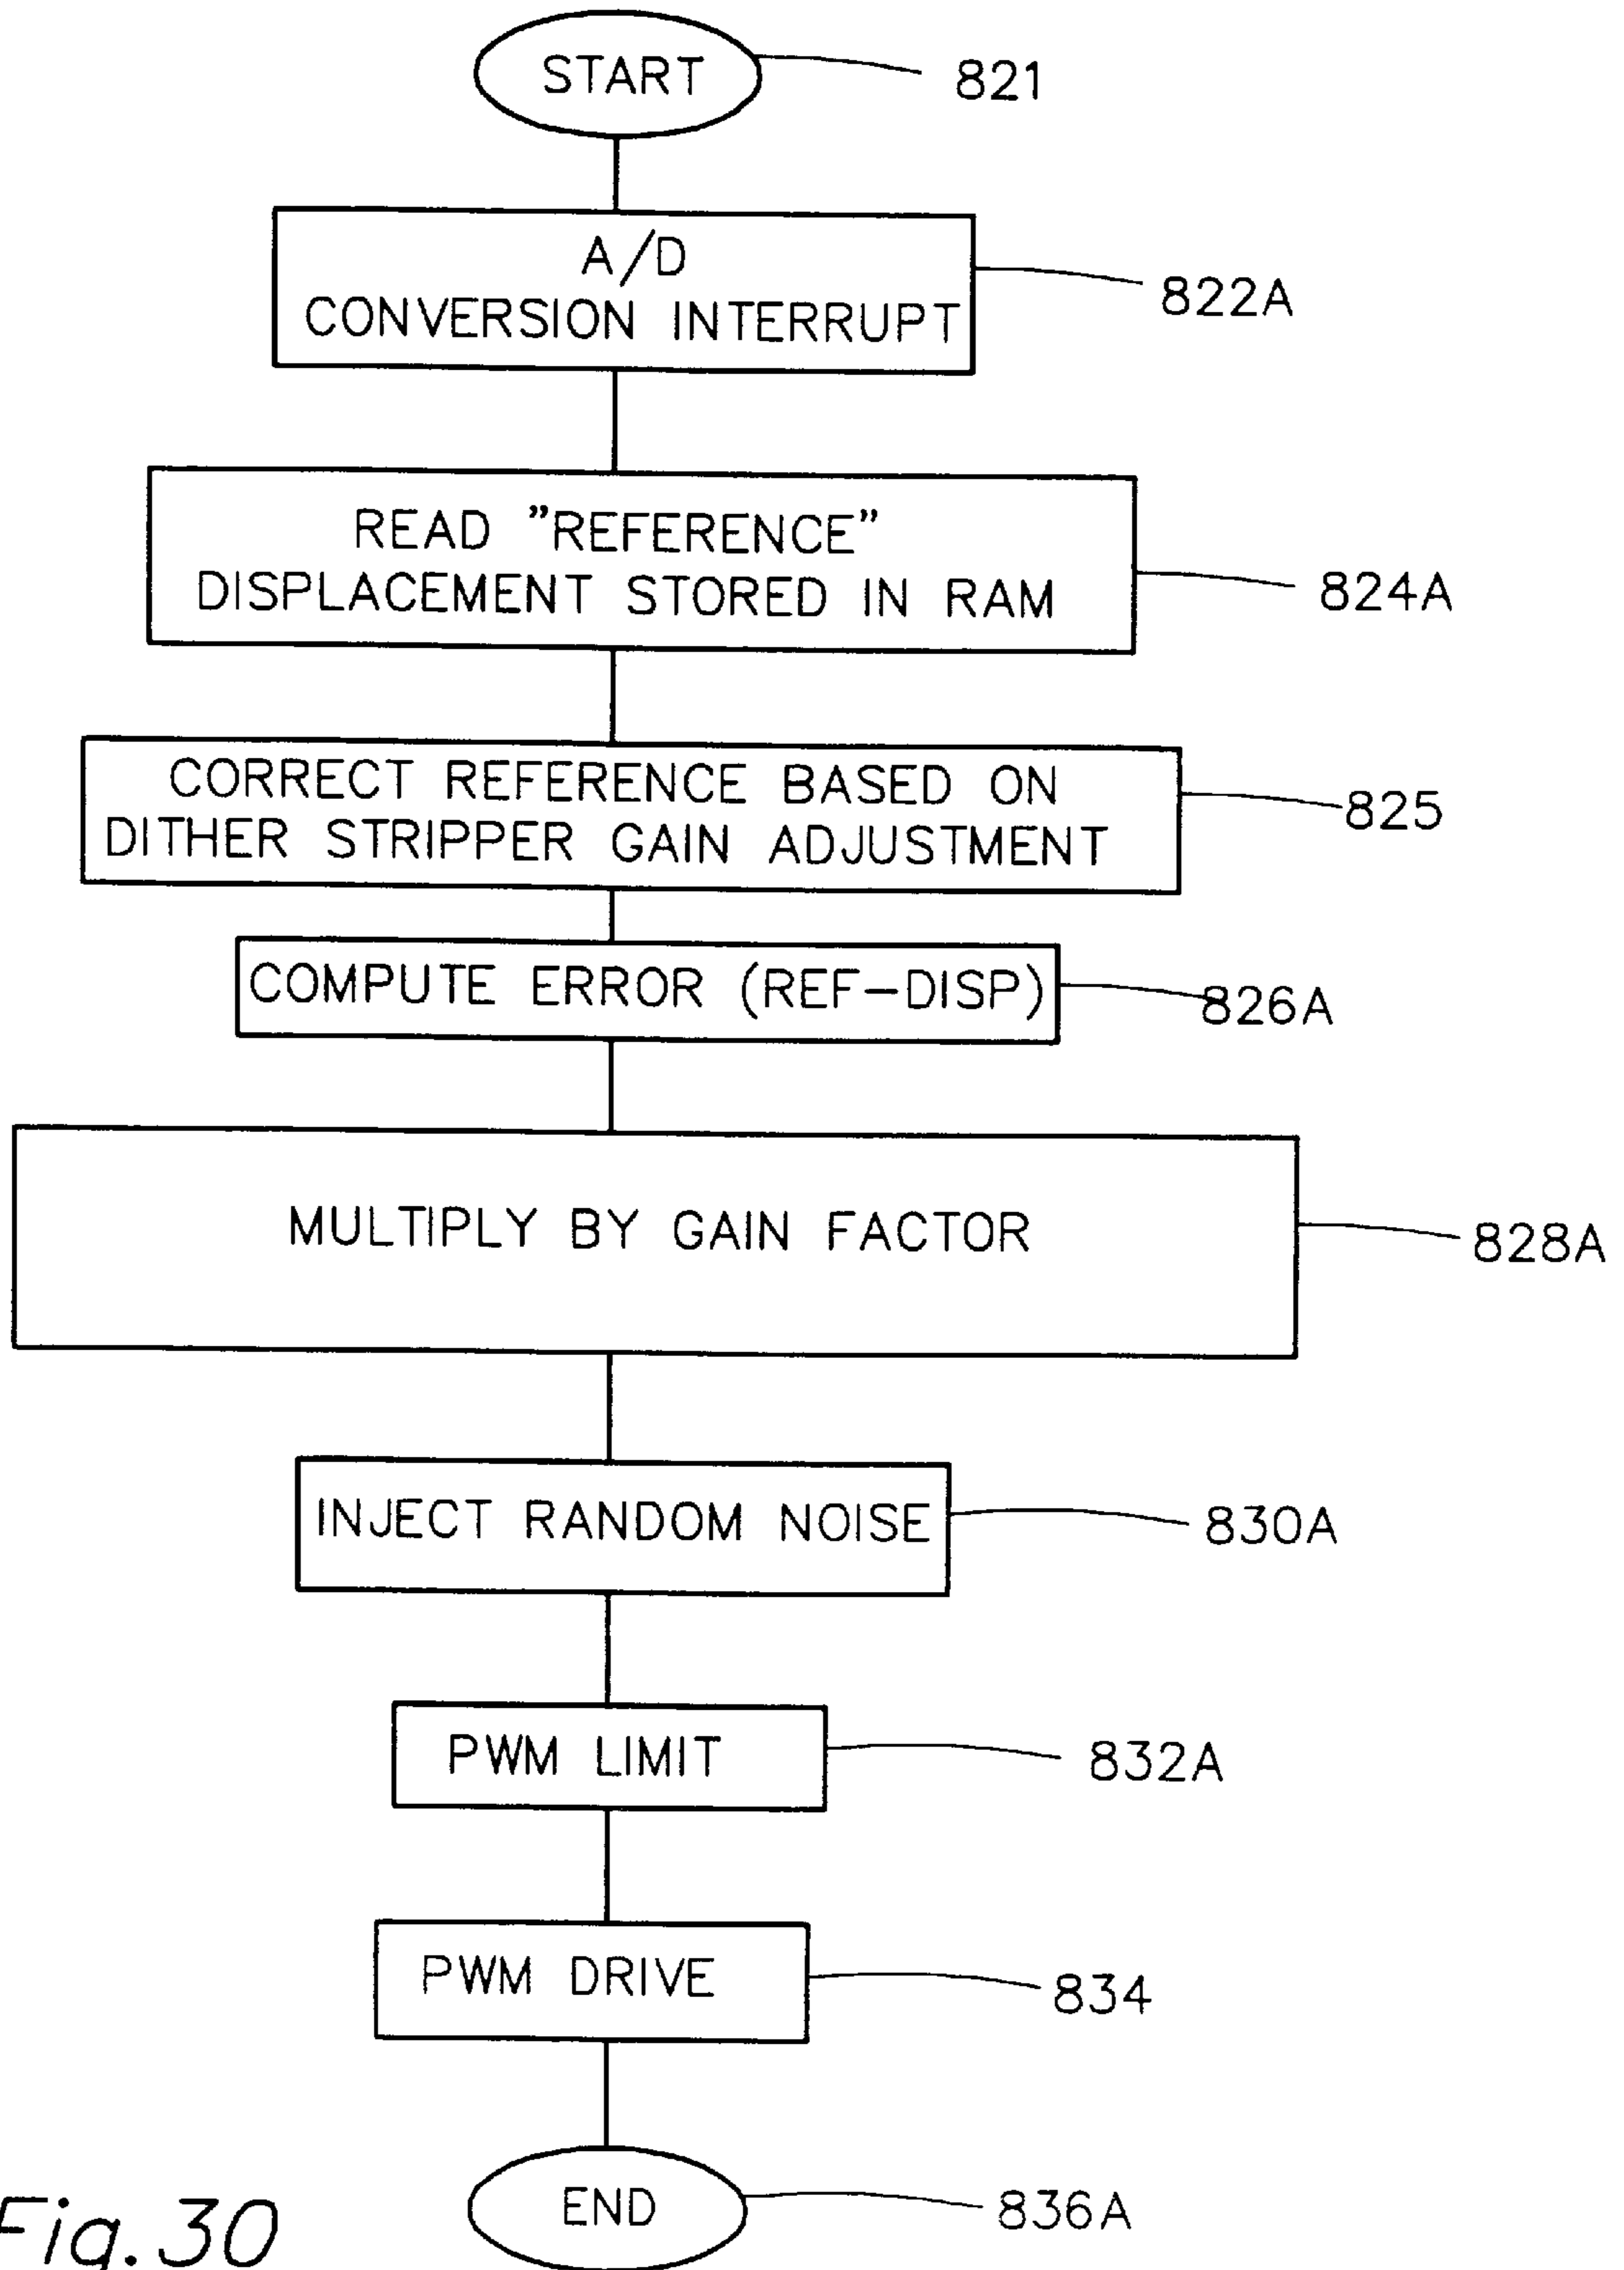 START
821
A/D
CONVERSION INTERRUPT
822A
READ "REFERENCE"
DISPLACEMENT STORED IN RAM
824A
CORRECT REFERENCE BASED ON
DITHER STRIPPER GAIN ADJUSTMENT
825
COMPUTE ERROR (REF-DISP)
826A
MULTIPLY BY GAIN FACTOR
828A
INJECT RANDOM NOISE
830A
PWM LIMIT
832A
PWM DRIVE
834
END
836A
Fig. 30